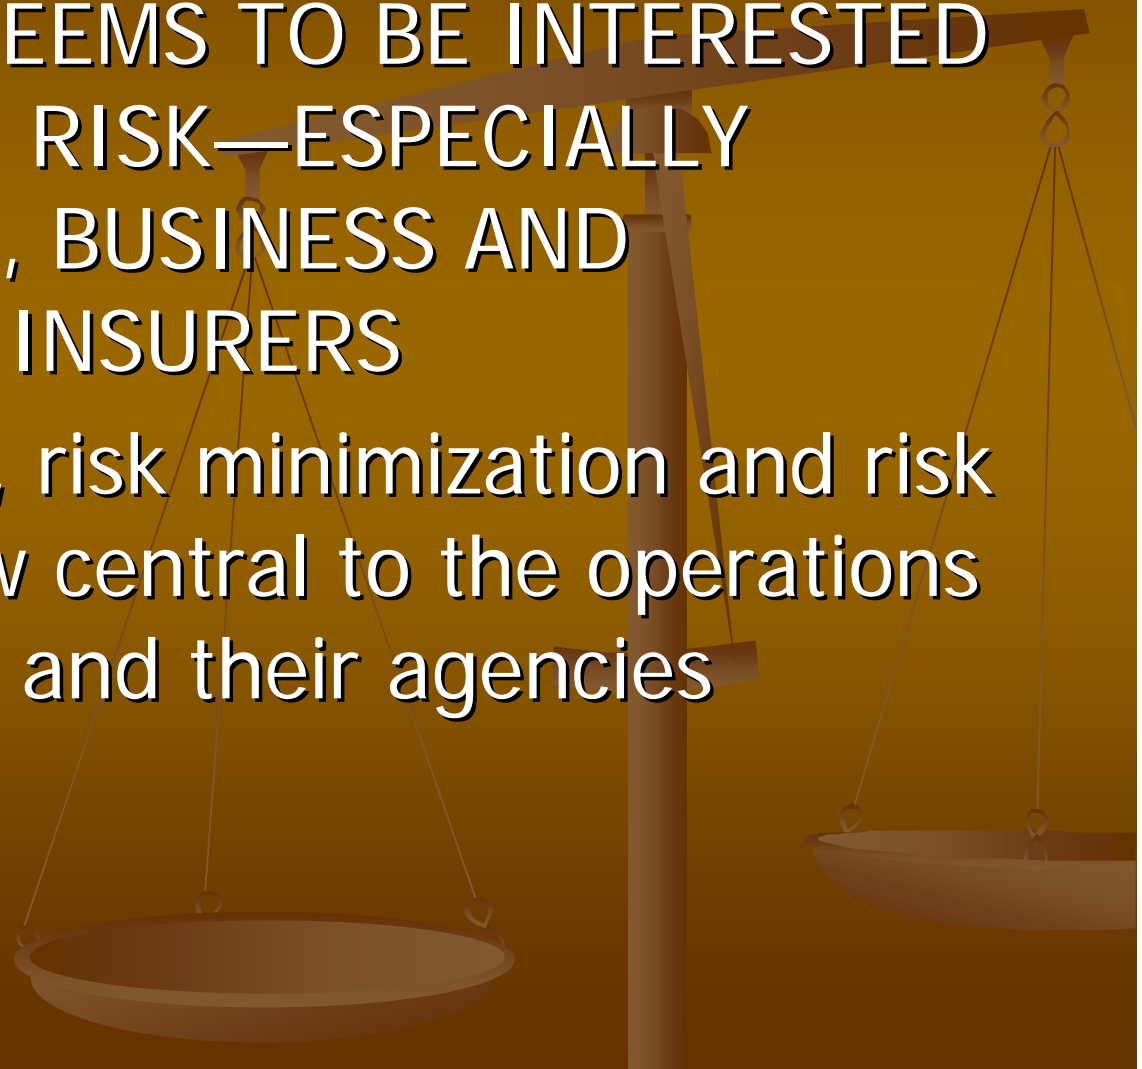 EEMS TO BE INTERESTED
RISK—ESPECIALLY
, BUSINESS AND
INSURERS
, risk minimization and risk
w central to the operations
and their agencies